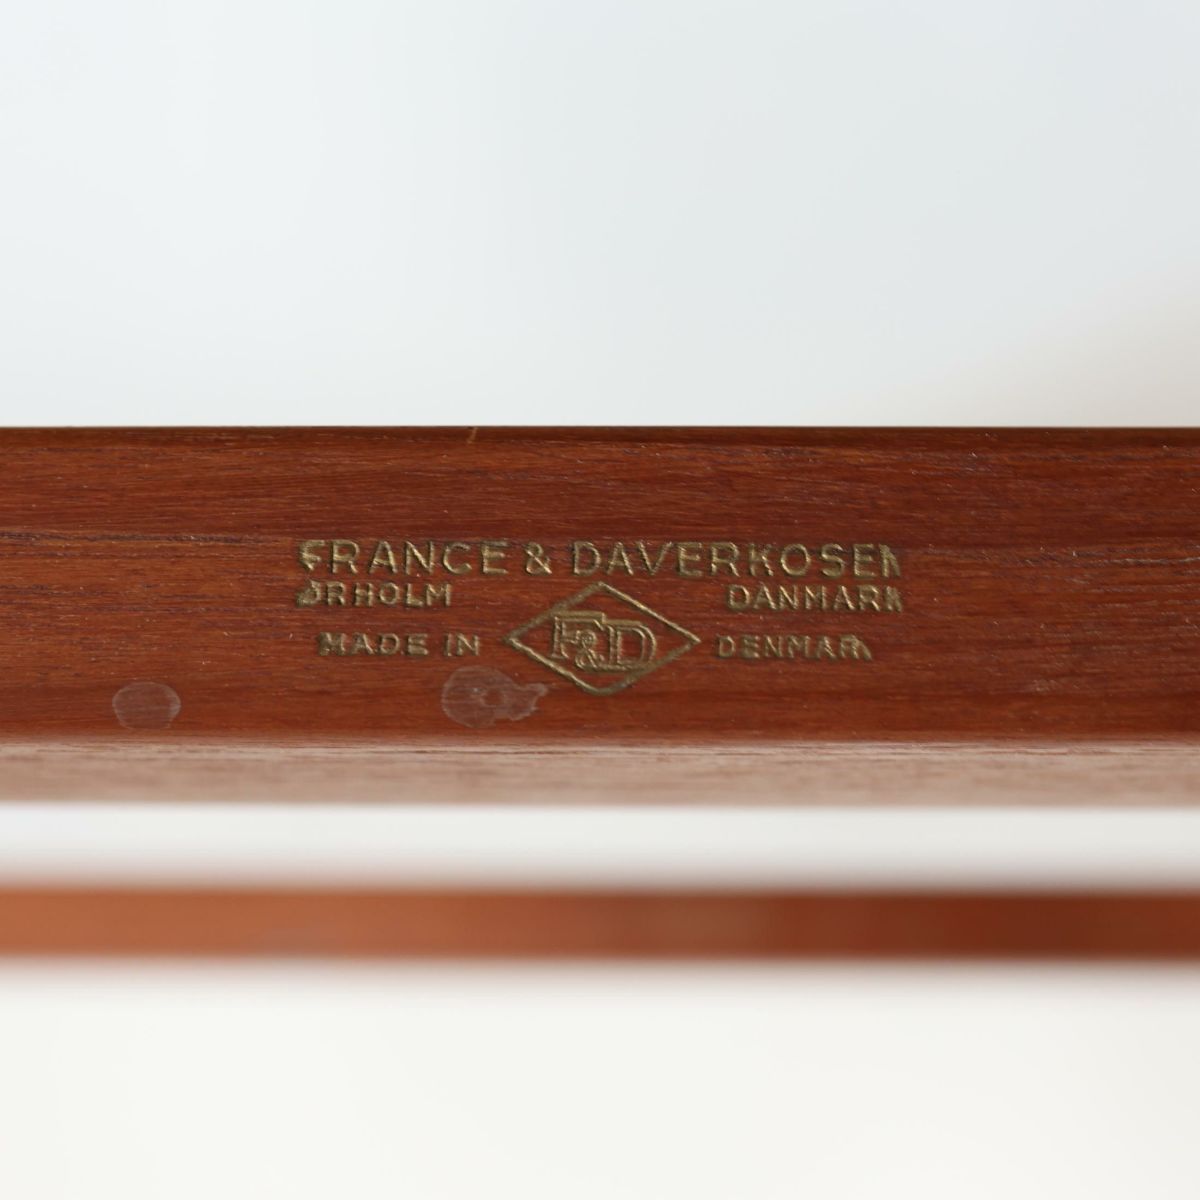 FRANCE & DAVERKOSEN
ØRHOLM DANMARK
MADE IN F&D DENMARK